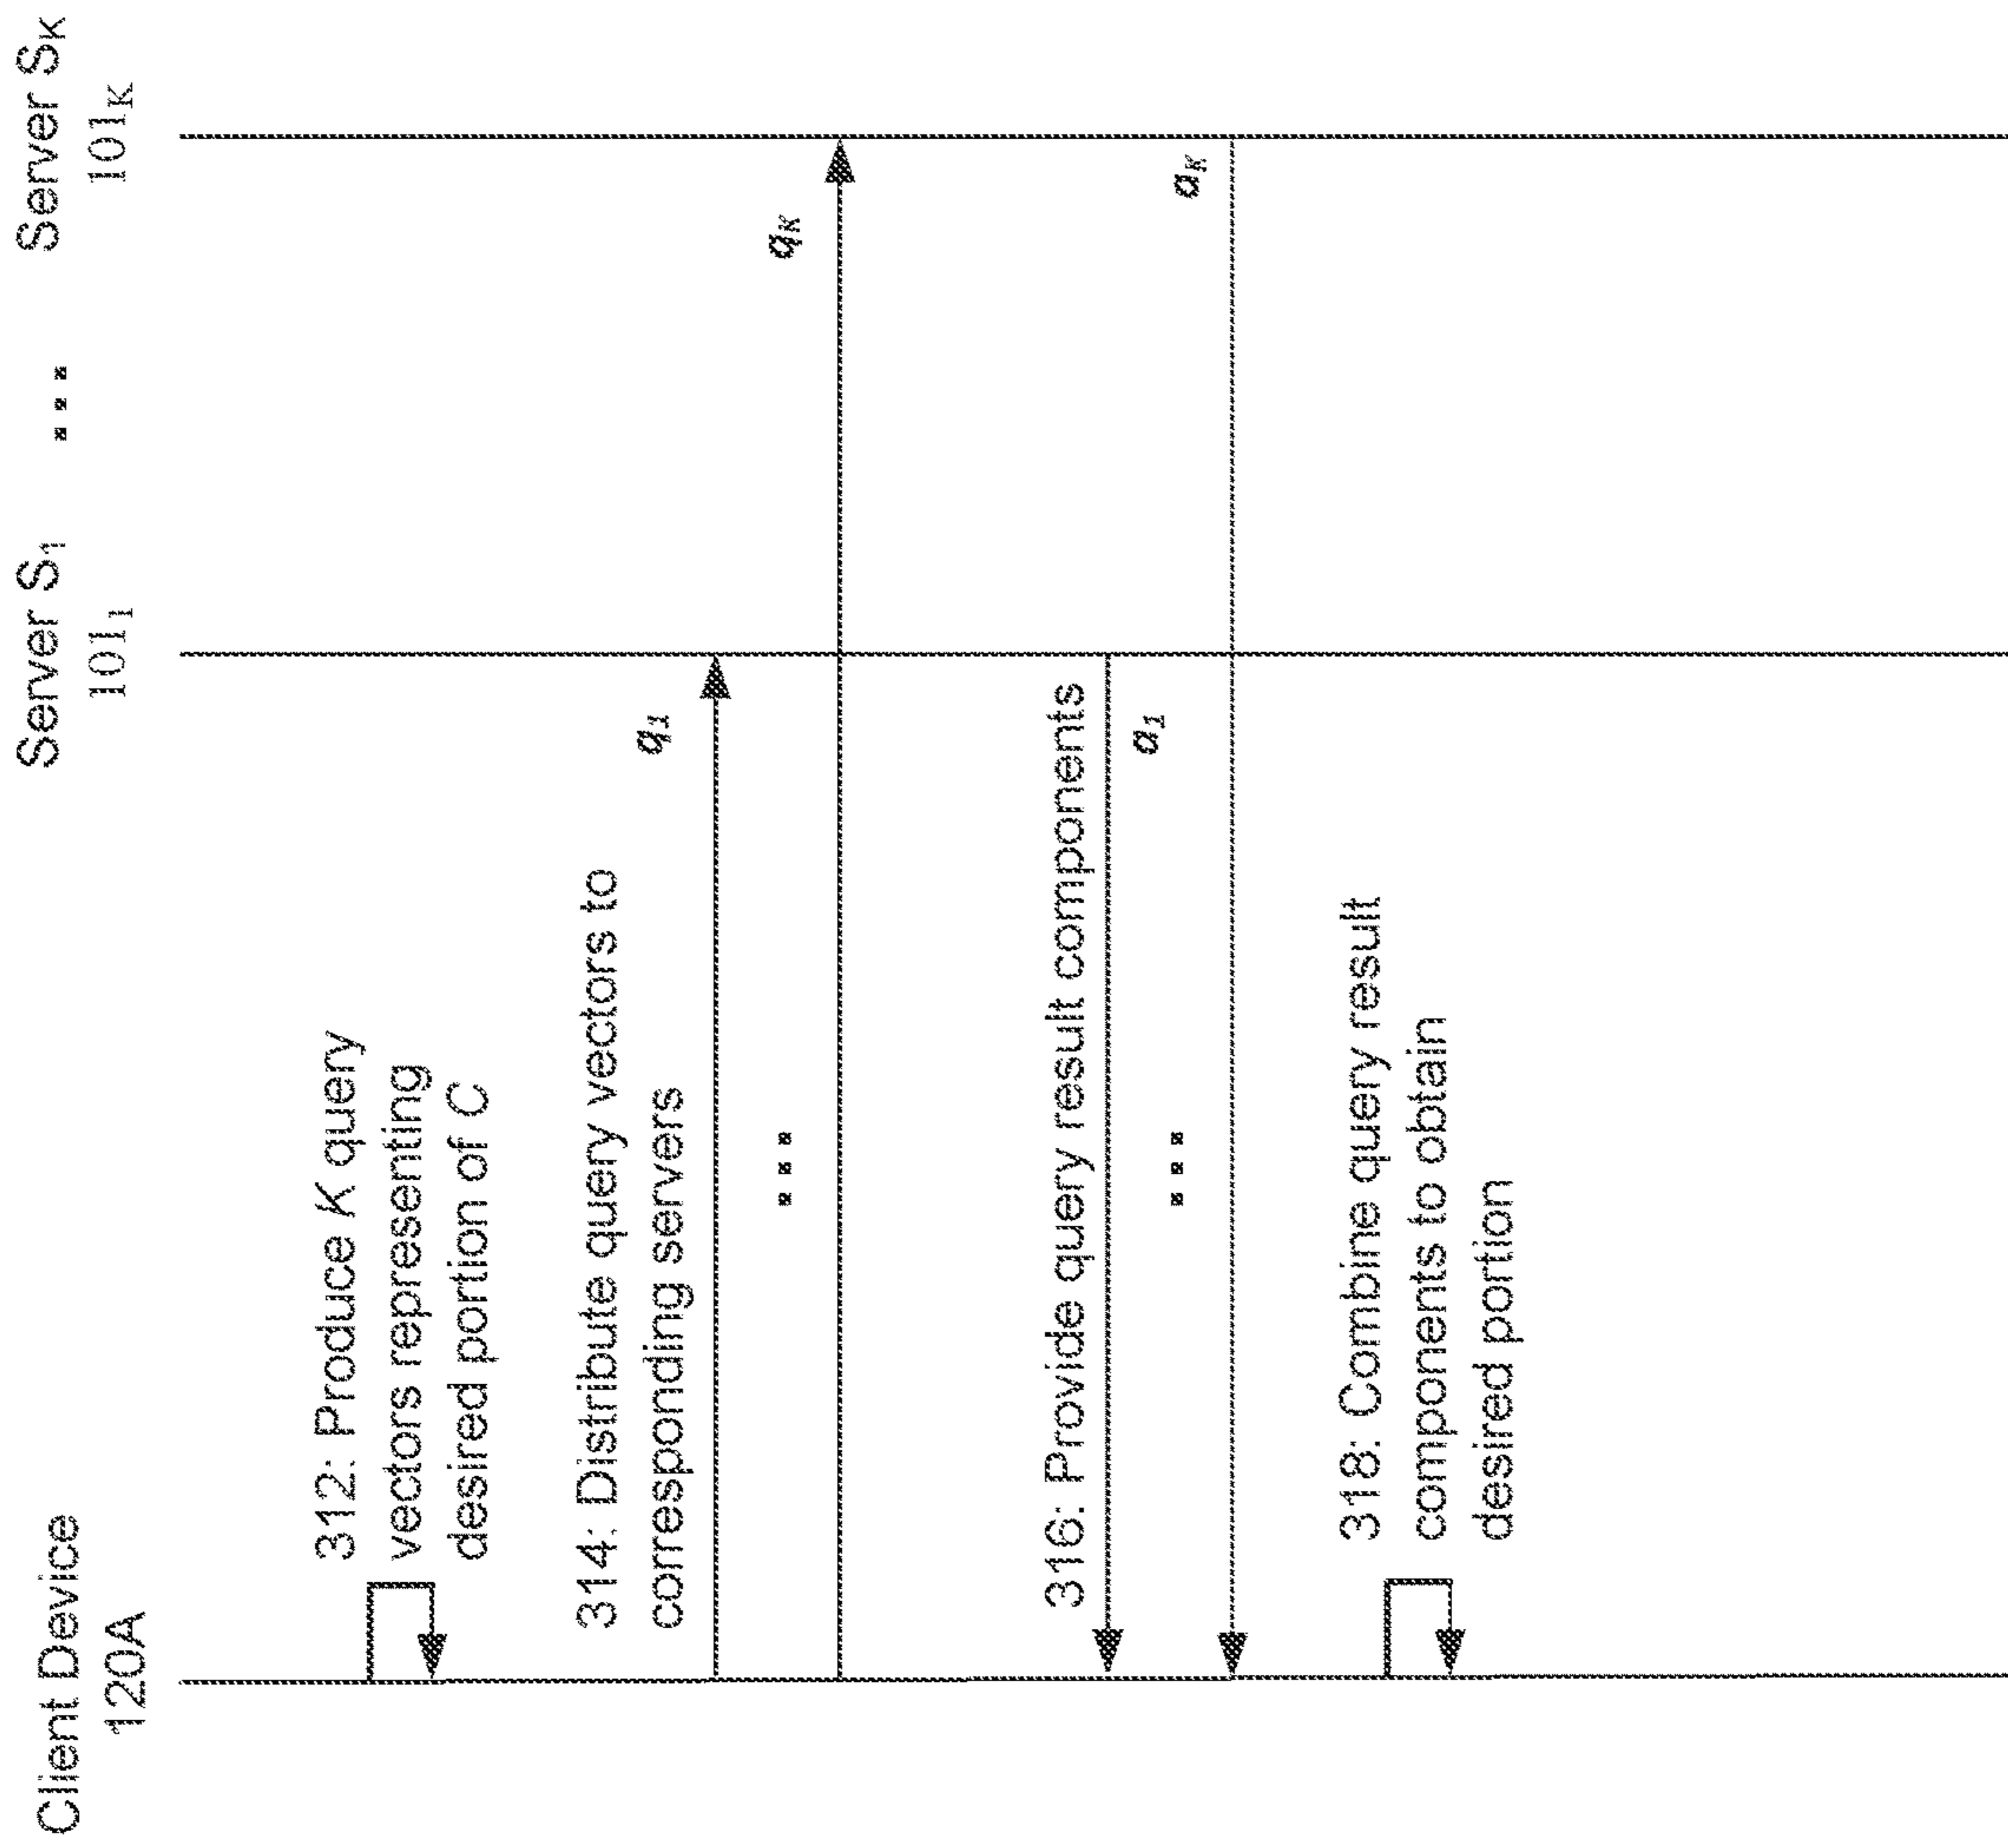 Client Device
120A
Server S1
1011
...
Server SK
101K
312: Produce K query
vectors representing
desired portion of C
314: Distribute query vectors to
corresponding servers
q1
...
qK
316: Provide query result components
a1
...
aK
318: Combine query result
components to obtain
desired portion